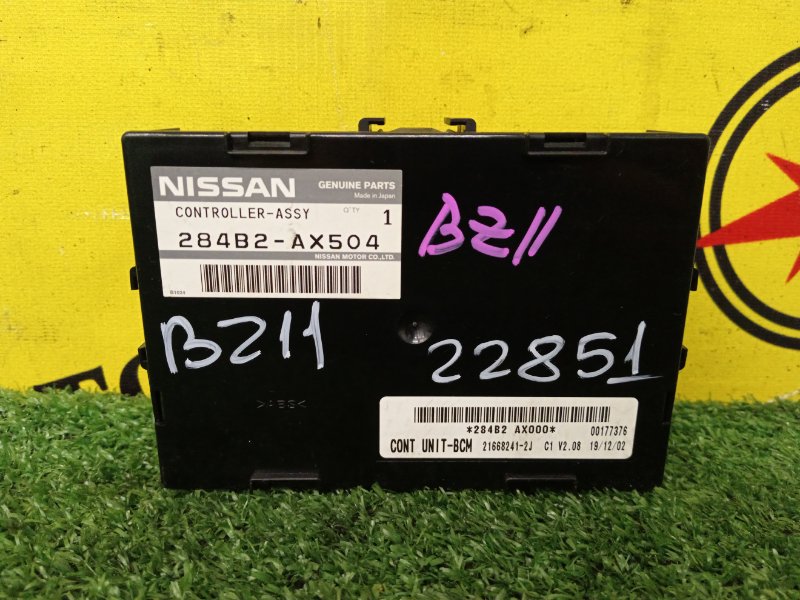 NISSAN GENUINE PARTS
Made in Japan
CONTROLLER-ASSY Q'TY 1
284B2-AX504
NISSAN MOTOR CO.,LTD.
BZ11
BZ11
22851
>ABS<
*284B2 AX000* 00177376
CONT UNIT-BCM 21668241-2J C1 V2.08 19/12/02